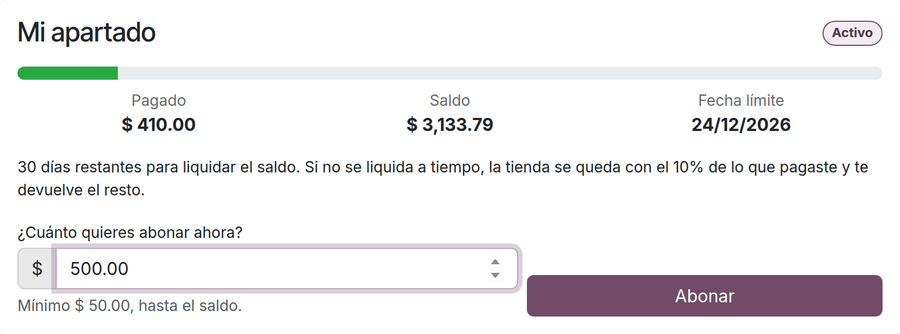 Mi apartado
Activo
Pagado
Saldo
Fecha límite
$ 410.00
$ 3,133.79
24/12/2026
30 días restantes para liquidar el saldo. Si no se liquida a tiempo, la tienda se queda con el 10% de lo que pagaste y te
devuelve el resto.
¿Cuánto quieres abonar ahora?
$ 500.00
Abonar
Mínimo $ 50.00, hasta el saldo.